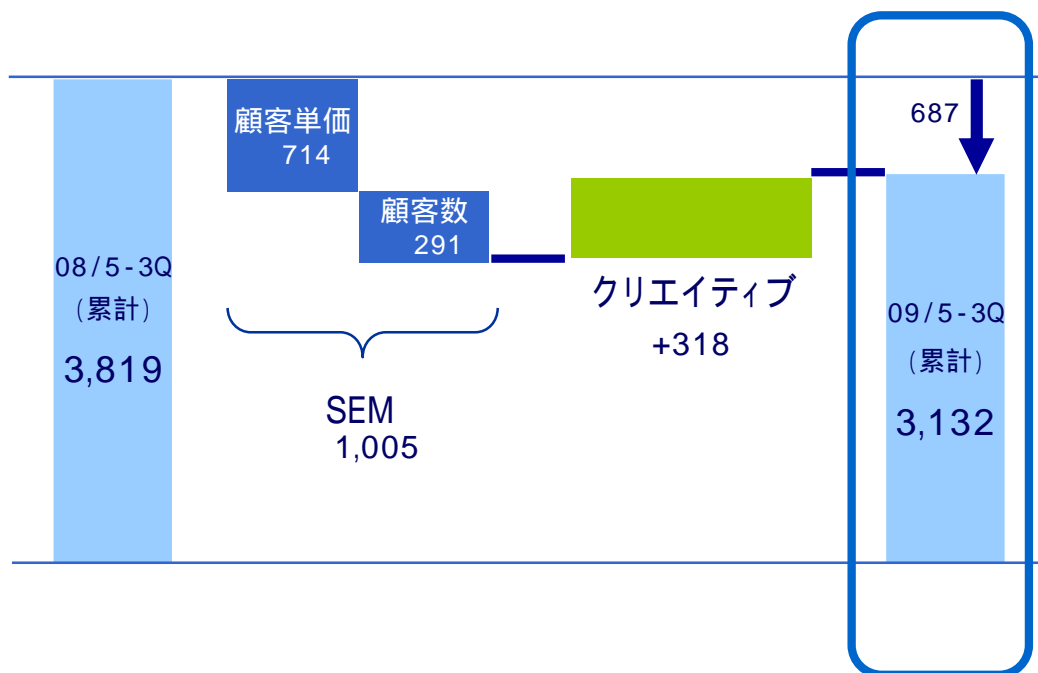 08/5-3Q
(累計)
3,819
顧客単価
714
顧客数
291
SEM
1,005
クリエイティブ
+318
687
09/5-3Q
(累計)
3,132